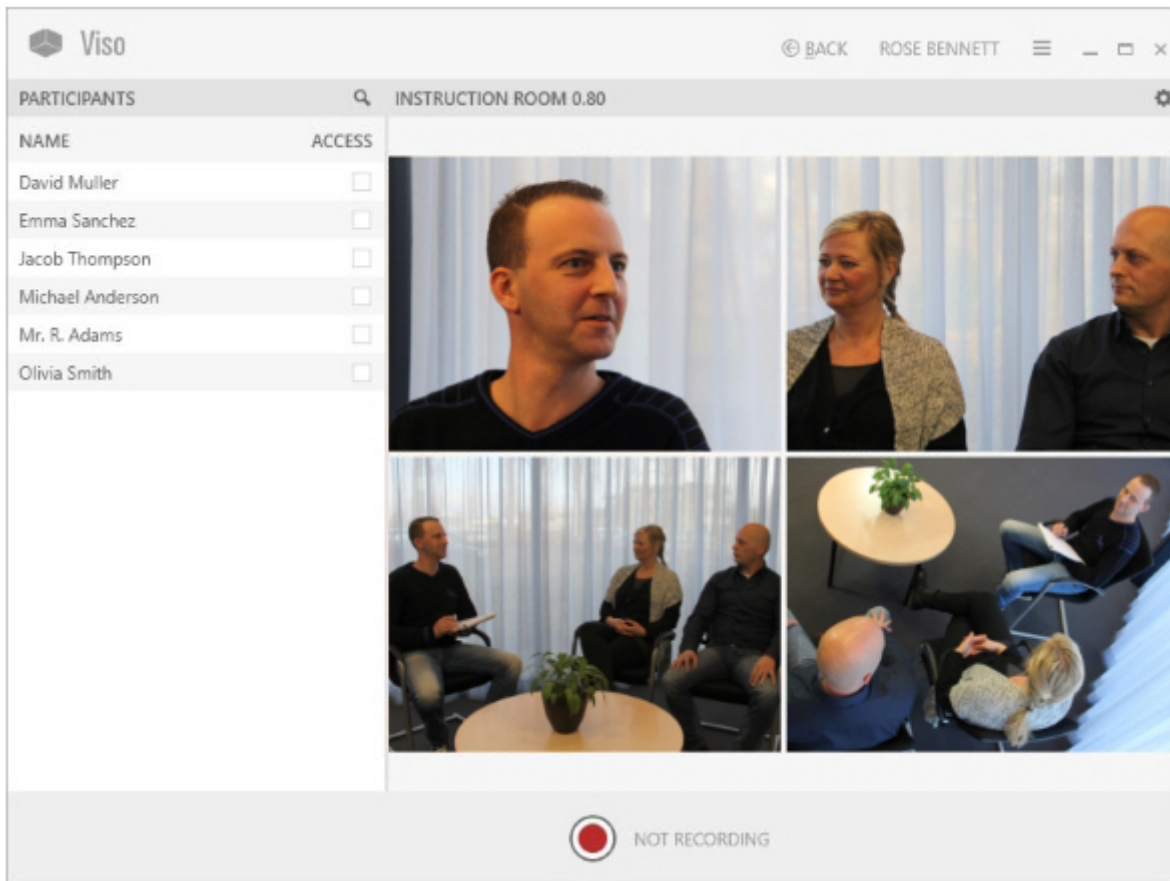 Viso
BACK ROSE BENNETT
PARTICIPANTS
INSTRUCTION ROOM 0.80
NAME ACCESS
David Muller
Emma Sanchez
Jacob Thompson
Michael Anderson
Mr. R. Adams
Olivia Smith
NOT RECORDING